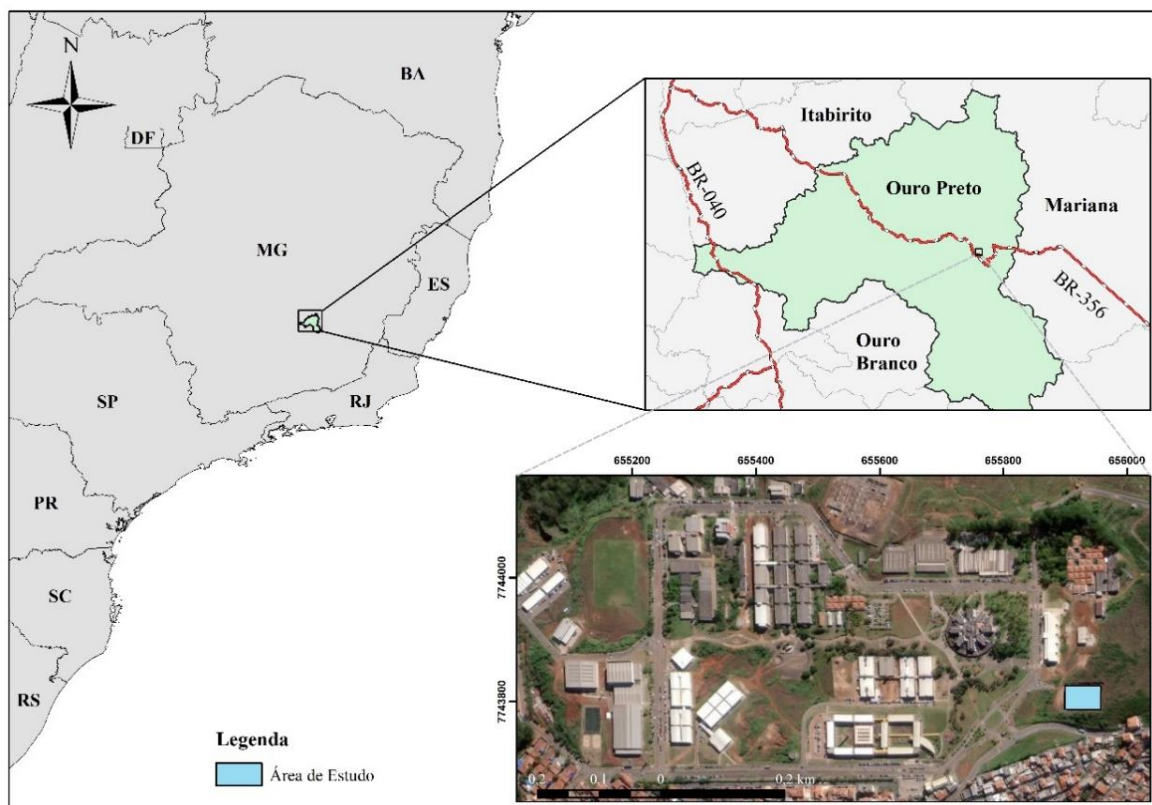 N
BA
DF
MG
ES
SP
RJ
PR
SC
RS
Itabirito
BR-040
Ouro Preto
Mariana
BR-356
Ouro
Branco
655200
655400
655600
655800
656000
7744000
7743800
0,2
0,1
0
0,2 km
Legenda
Área de Estudo